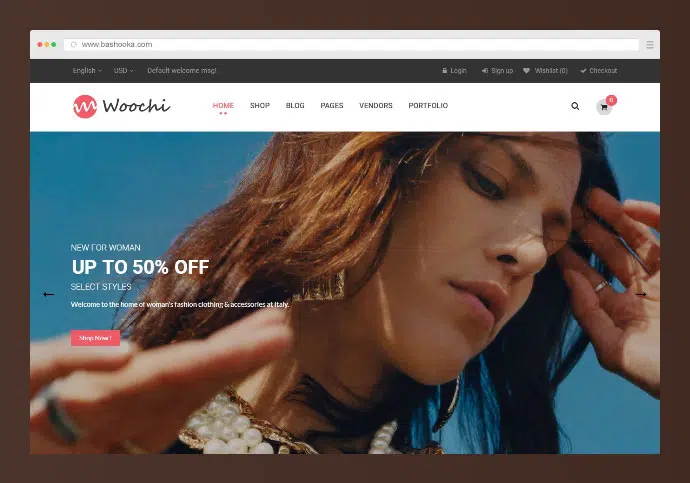 www.bashooka.com
English USD Default welcome msg! Login Sign up Wishlist (0) Checkout
Woochi HOME SHOP BLOG PAGES VENDORS PORTFOLIO 0
NEW FOR WOMAN
UP TO 50% OFF
SELECT STYLES
Welcome to the home of woman's fashion clothing & accessories at Italy.
Shop Now!